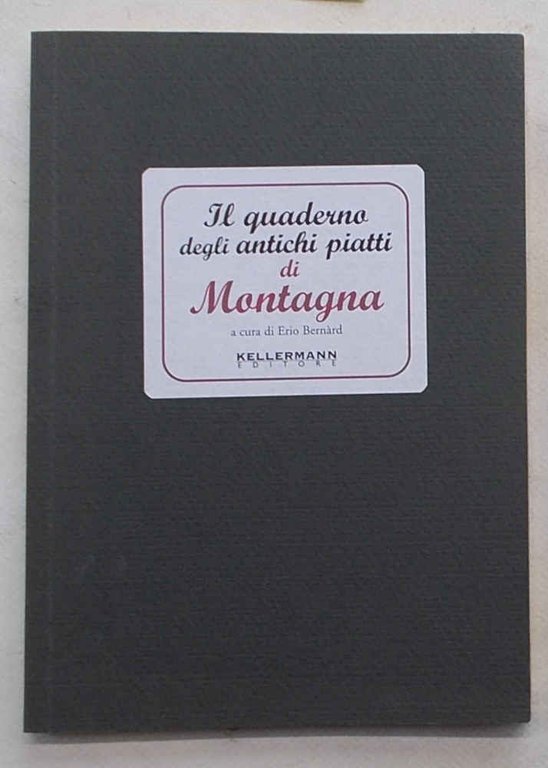 Il quaderno
degli antichi piatti
di
Montagna
a cura di Erio Bernàrd
KELLERMANN
EDITORE